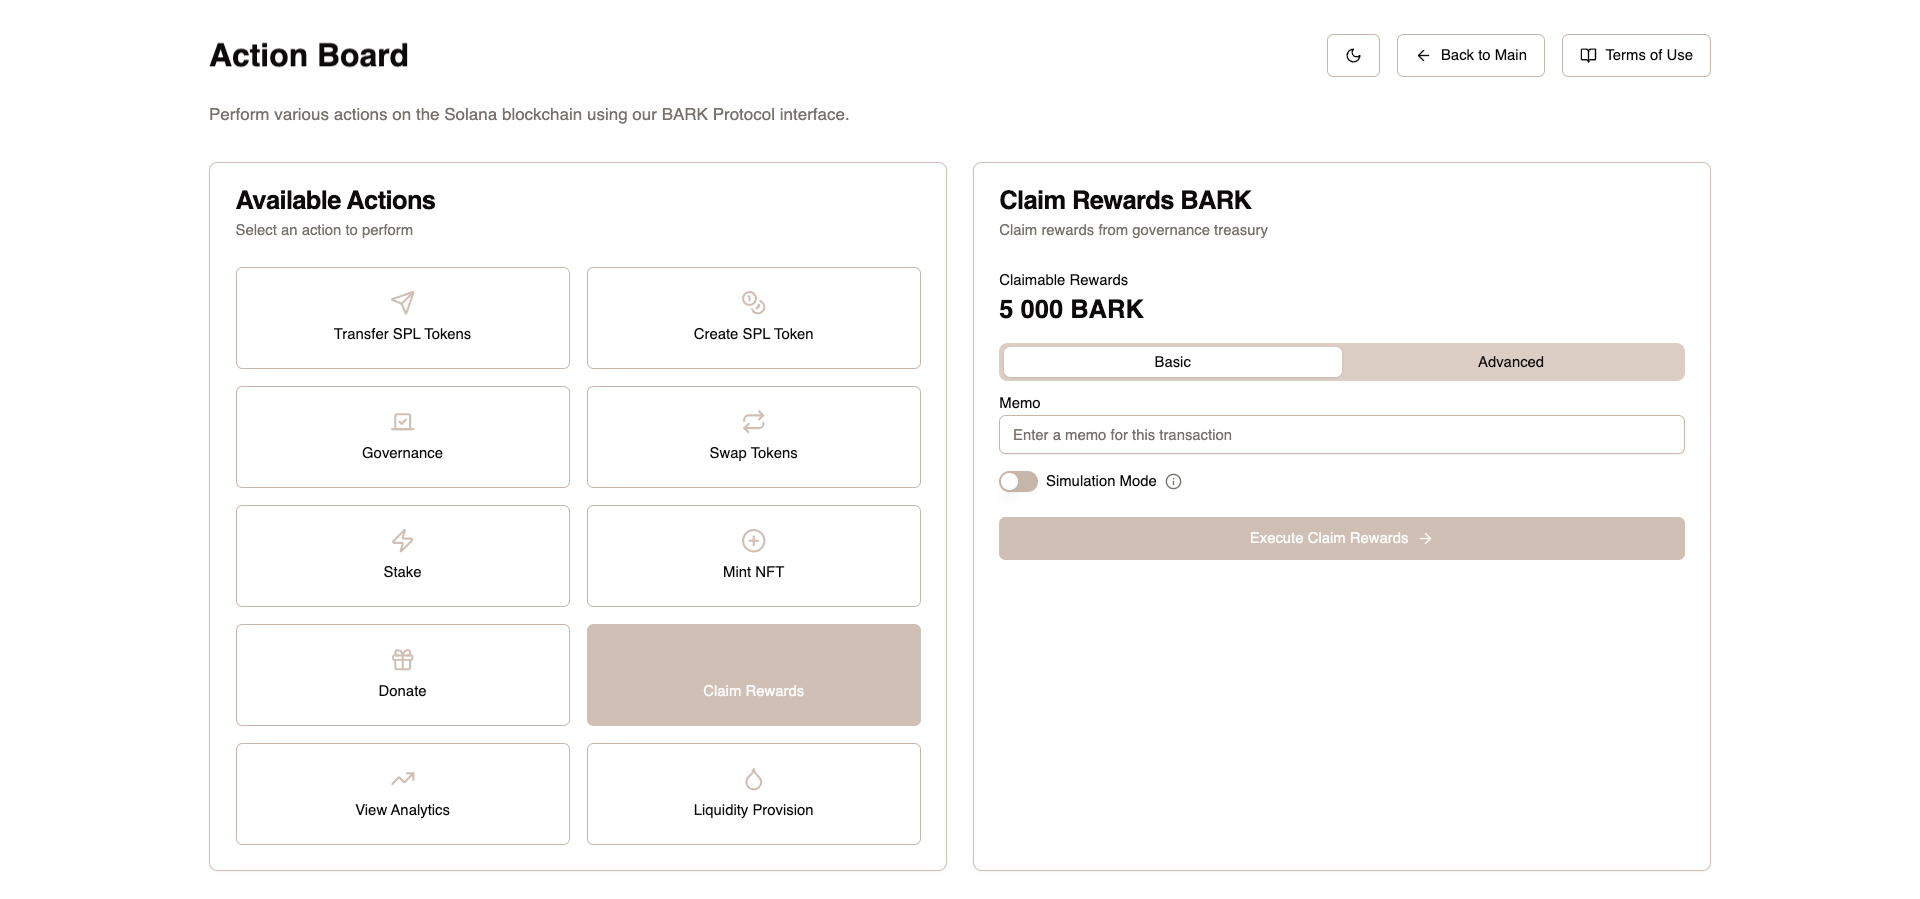 Action Board
Back to Main
Terms of Use
Perform various actions on the Solana blockchain using our BARK Protocol interface.
Available Actions
Select an action to perform
Transfer SPL Tokens
Create SPL Token
Governance
Swap Tokens
Stake
Mint NFT
Donate
Claim Rewards
View Analytics
Liquidity Provision
Claim Rewards BARK
Claim rewards from governance treasury
Claimable Rewards
5 000 BARK
Basic
Advanced
Memo
Enter a memo for this transaction
Simulation Mode
Execute Claim Rewards